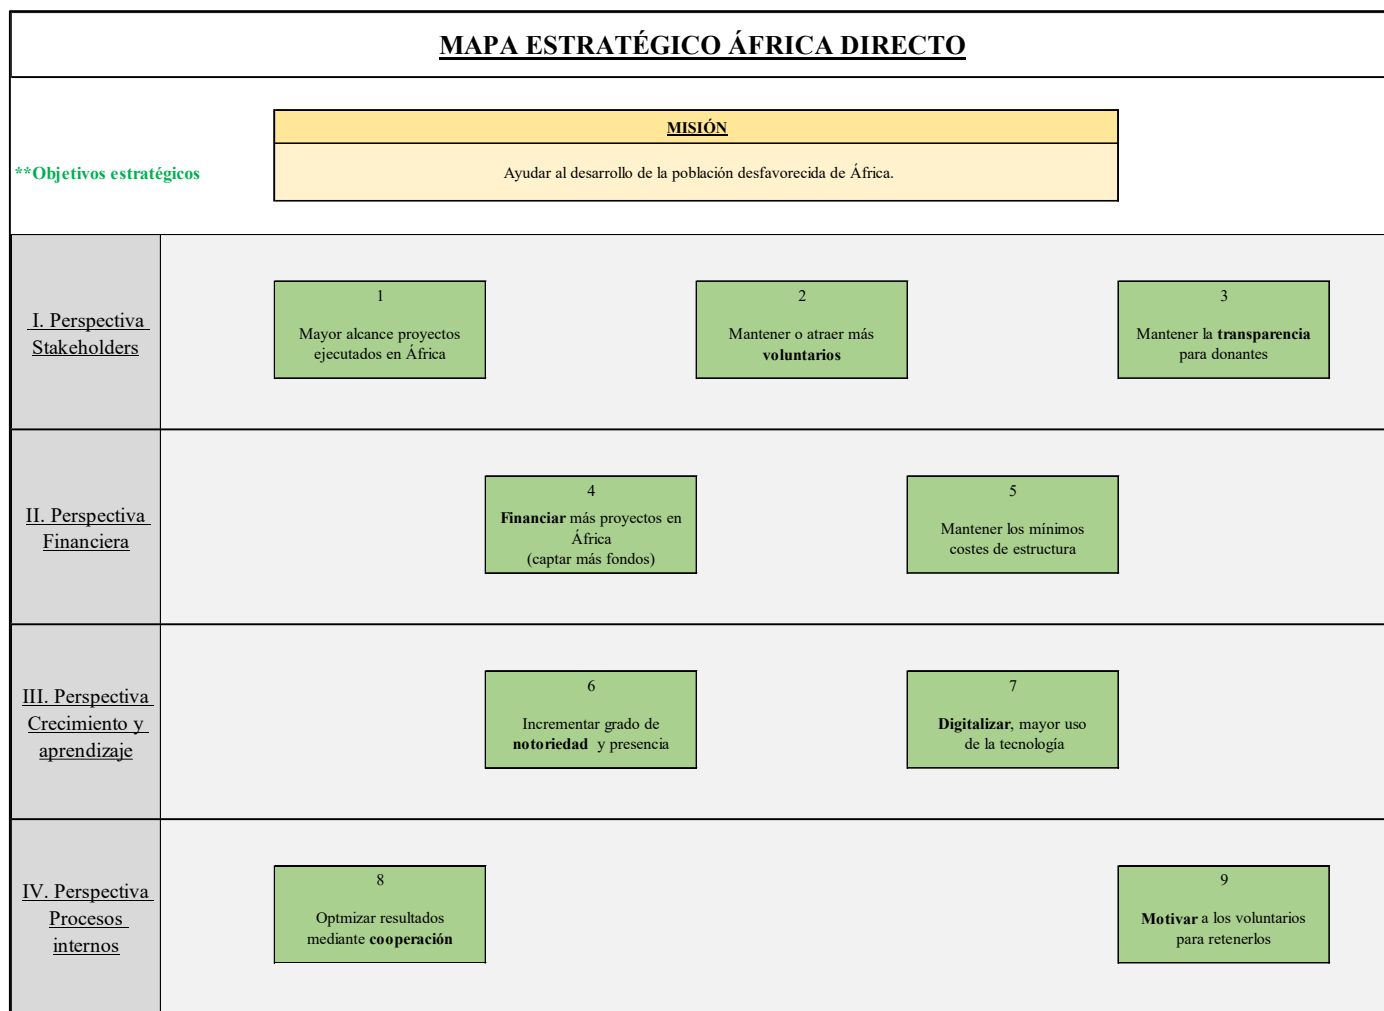 MAPA ESTRATÉGICO ÁFRICA DIRECTO
MISIÓN
**Objetivos estratégicos
Ayudar al desarrollo de la población desfavorecida de África.
I. Perspectiva
Stakeholders
1
Mayor alcance proyectos
ejecutados en África
2
Mantener o atraer más
voluntarios
3
Mantener la transparencia
para donantes
II. Perspectiva
Financiera
4
Financiar más proyectos en
África
(captar más fondos)
5
Mantener los mínimos
costes de estructura
III. Perspectiva
Crecimiento y
aprendizaje
6
Incrementar grado de
notoriedad y presencia
7
Digitalizar, mayor uso
de la tecnología
IV. Perspectiva
Procesos
internos
8
Optmizar resultados
mediante cooperación
9
Motivar a los voluntarios
para retenerlos